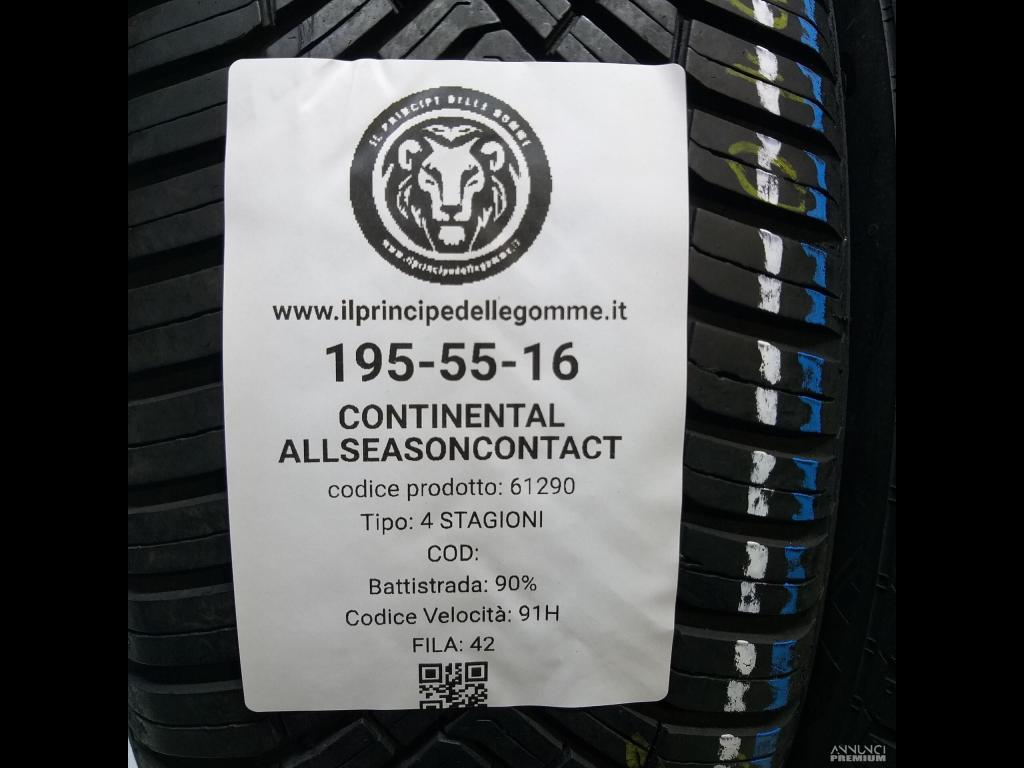 IL PRINCIPE DELLE GOMME
www.ilprincipedellegomme.it
www.ilprincipedellegomme.it
195-55-16
CONTINENTAL
ALLSEASONCONTACT
codice prodotto: 61290
Tipo: 4 STAGIONI
COD:
Battistrada: 90%
Codice Velocità: 91H
FILA: 42
ANNUNCI
PREMIUM